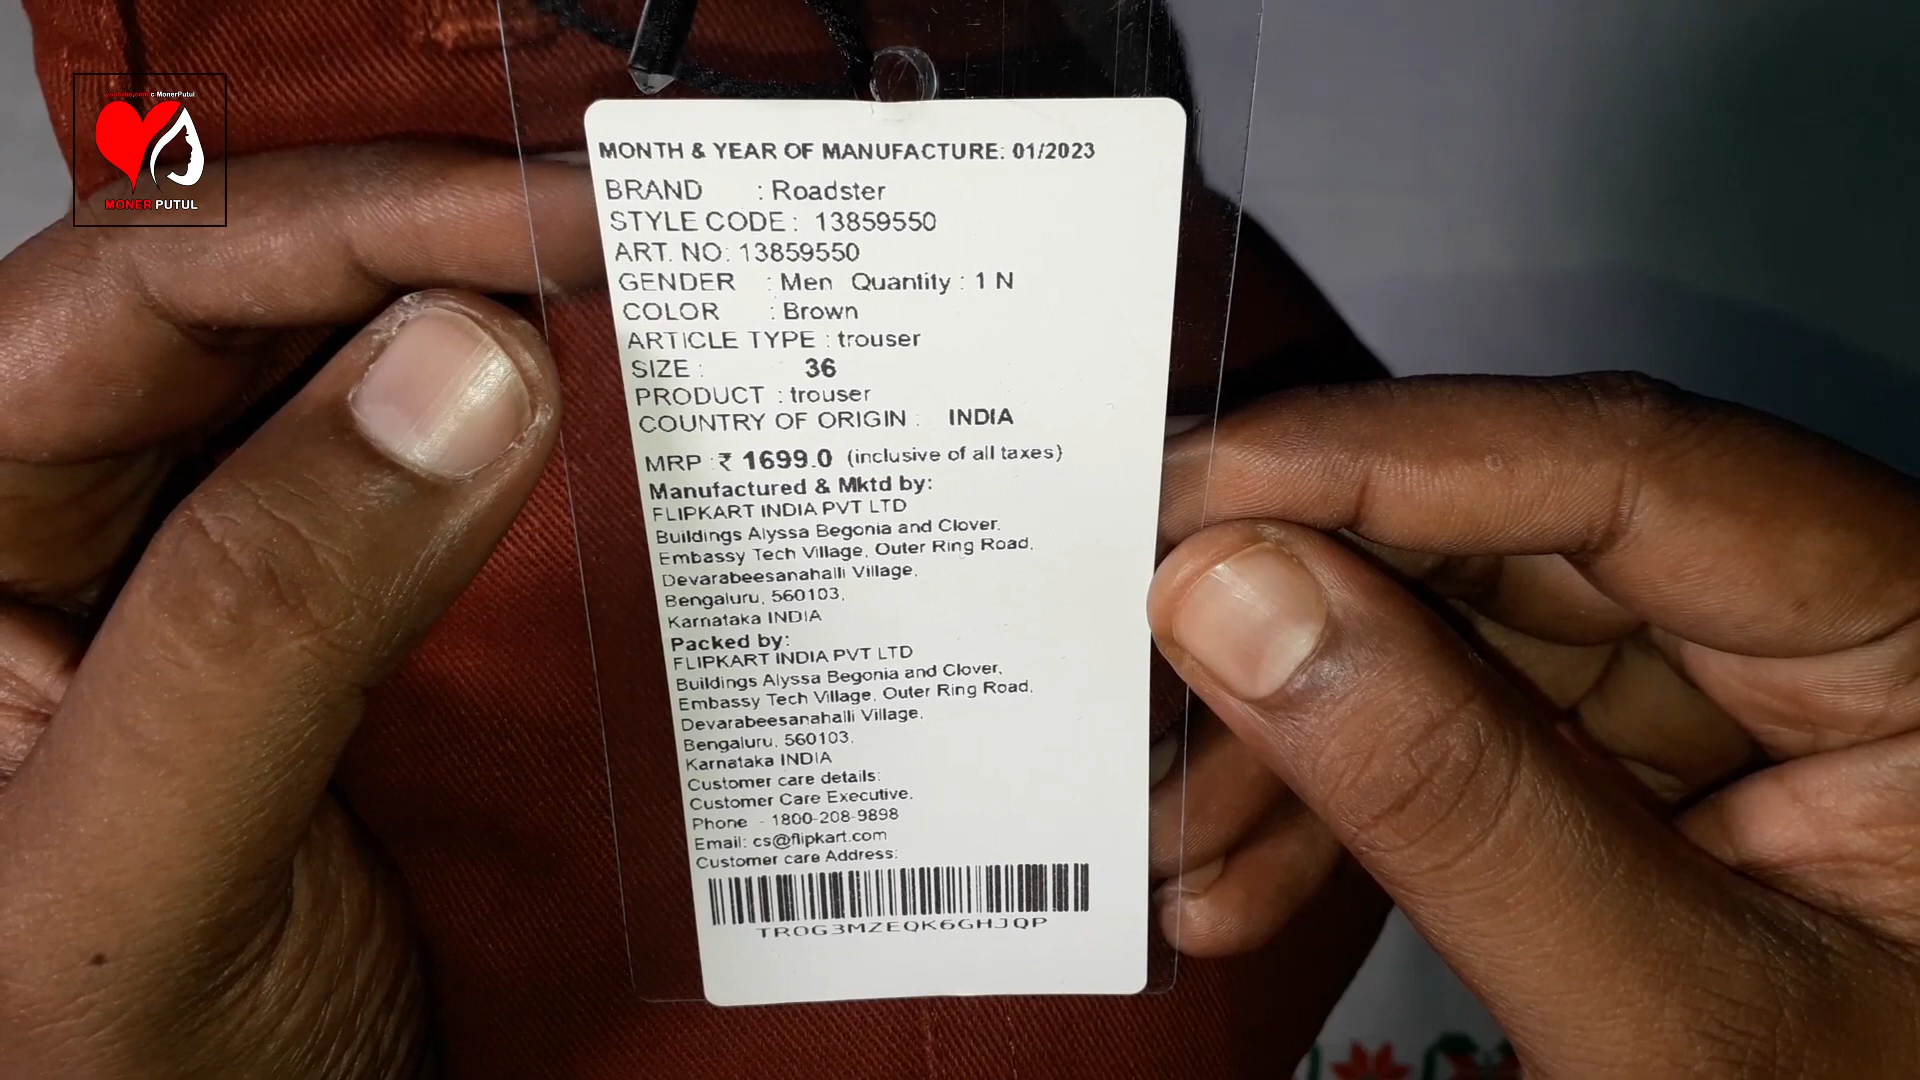 youtube.com/c MonerPutul
MONER PUTUL
MONTH & YEAR OF MANUFACTURE: 01/2023
BRAND : Roadster
STYLE CODE : 13859550
ART. NO: 13859550
GENDER : Men Quantity : 1 N
COLOR : Brown
ARTICLE TYPE : trouser
SIZE : 36
PRODUCT : trouser
COUNTRY OF ORIGIN : INDIA
MRP :₹ 1699.0 (inclusive of all taxes)
Manufactured & Mktd by:
FLIPKART INDIA PVT LTD
Buildings Alyssa Begonia and Clover,
Embassy Tech Village, Outer Ring Road,
Devarabeesanahalli Village,
Bengaluru, 560103,
Karnataka INDIA
Packed by:
FLIPKART INDIA PVT LTD
Buildings Alyssa Begonia and Clover,
Embassy Tech Village, Outer Ring Road,
Devarabeesanahalli Village,
Bengaluru, 560103,
Karnataka INDIA
Customer care details:
Customer Care Executive,
Phone - 1800-208-9898
Email: cs@flipkart.com
Customer care Address:
TROG3MZEQK6GHJQP